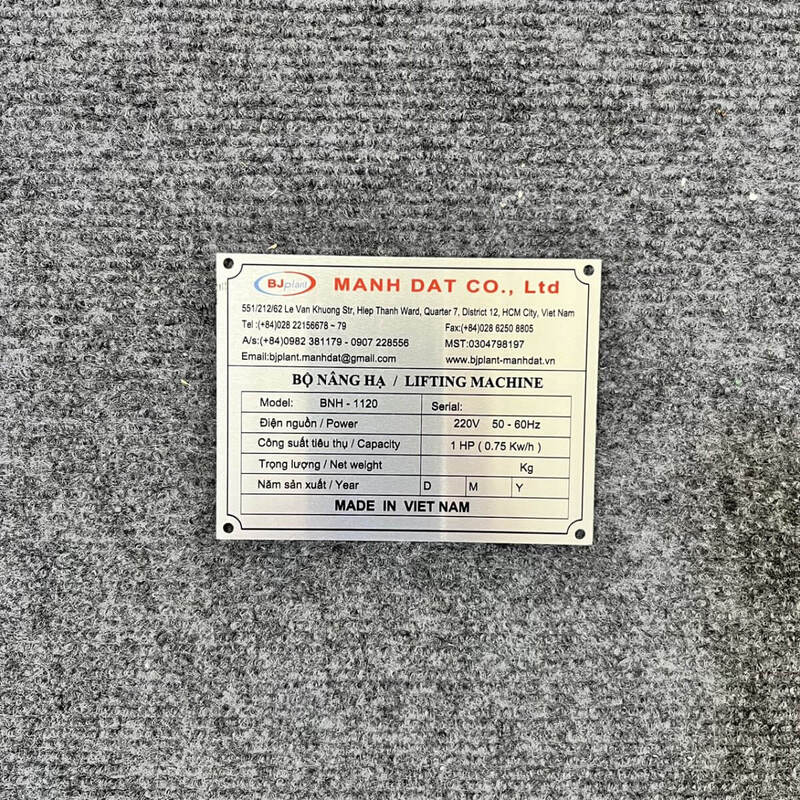 BJplant MANH DAT CO., Ltd
551/212/62 Le Van Khuong Str, Hiep Thanh Ward, Quarter 7, District 12, HCM City, Viet Nam
Tel :(+84)028 22156678 ~ 79 Fax:(+84)028 6250 8805
A/s:(+84)0982 381179 - 0907 228556 MST:0304798197
Email:bjplant.manhdat@gmail.com www.bjplant-manhdat.vn
BỘ NÂNG HẠ / LIFTING MACHINE
Model: BNH - 1120 Serial:
Điện nguồn / Power 220V 50 - 60Hz
Công suất tiêu thụ / Capacity 1 HP ( 0.75 Kw/h )
Trọng lượng / Net weight Kg
Năm sản xuất / Year D M Y
MADE IN VIET NAM